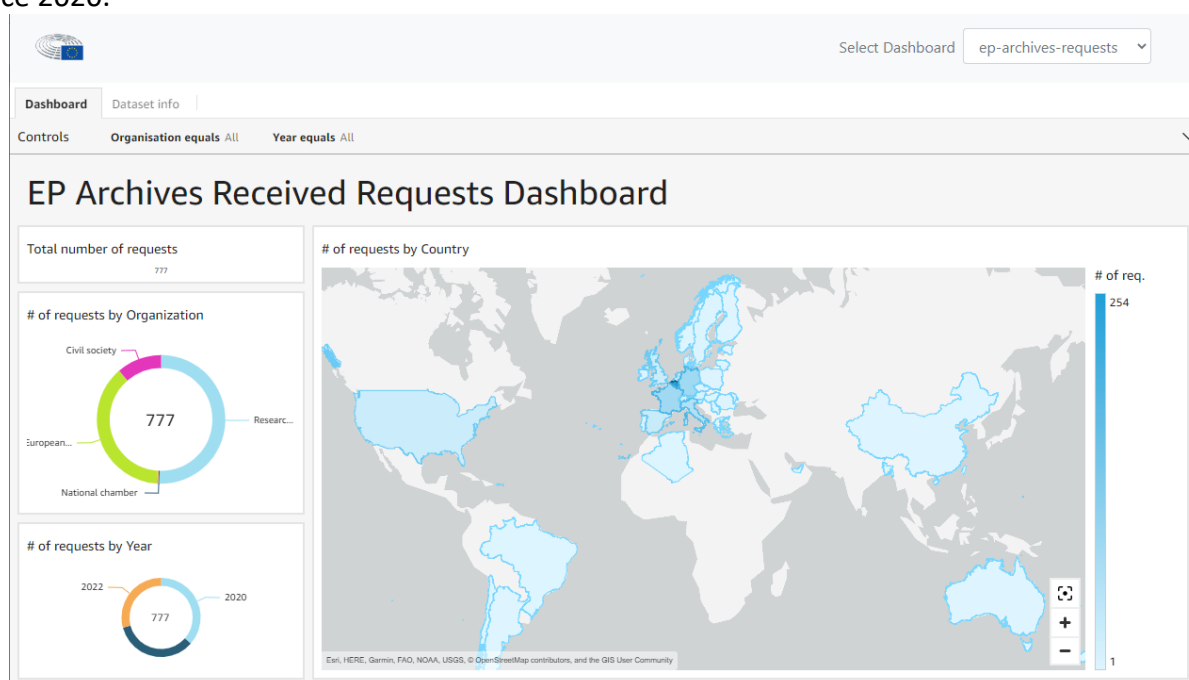 ce 2020.
Select Dashboard ep-archives-requests
Dashboard Dataset info
Controls Organisation equals All Year equals All
EP Archives Received Requests Dashboard
Total number of requests
777
# of requests by Organization
Civil society
777
Researc...
European...
National chamber
# of requests by Year
2022
2020
777
# of requests by Country
# of req.
254
1
+
−
Esri, HERE, Garmin, FAO, NOAA, USGS, © OpenStreetMap contributors, and the GIS User Community